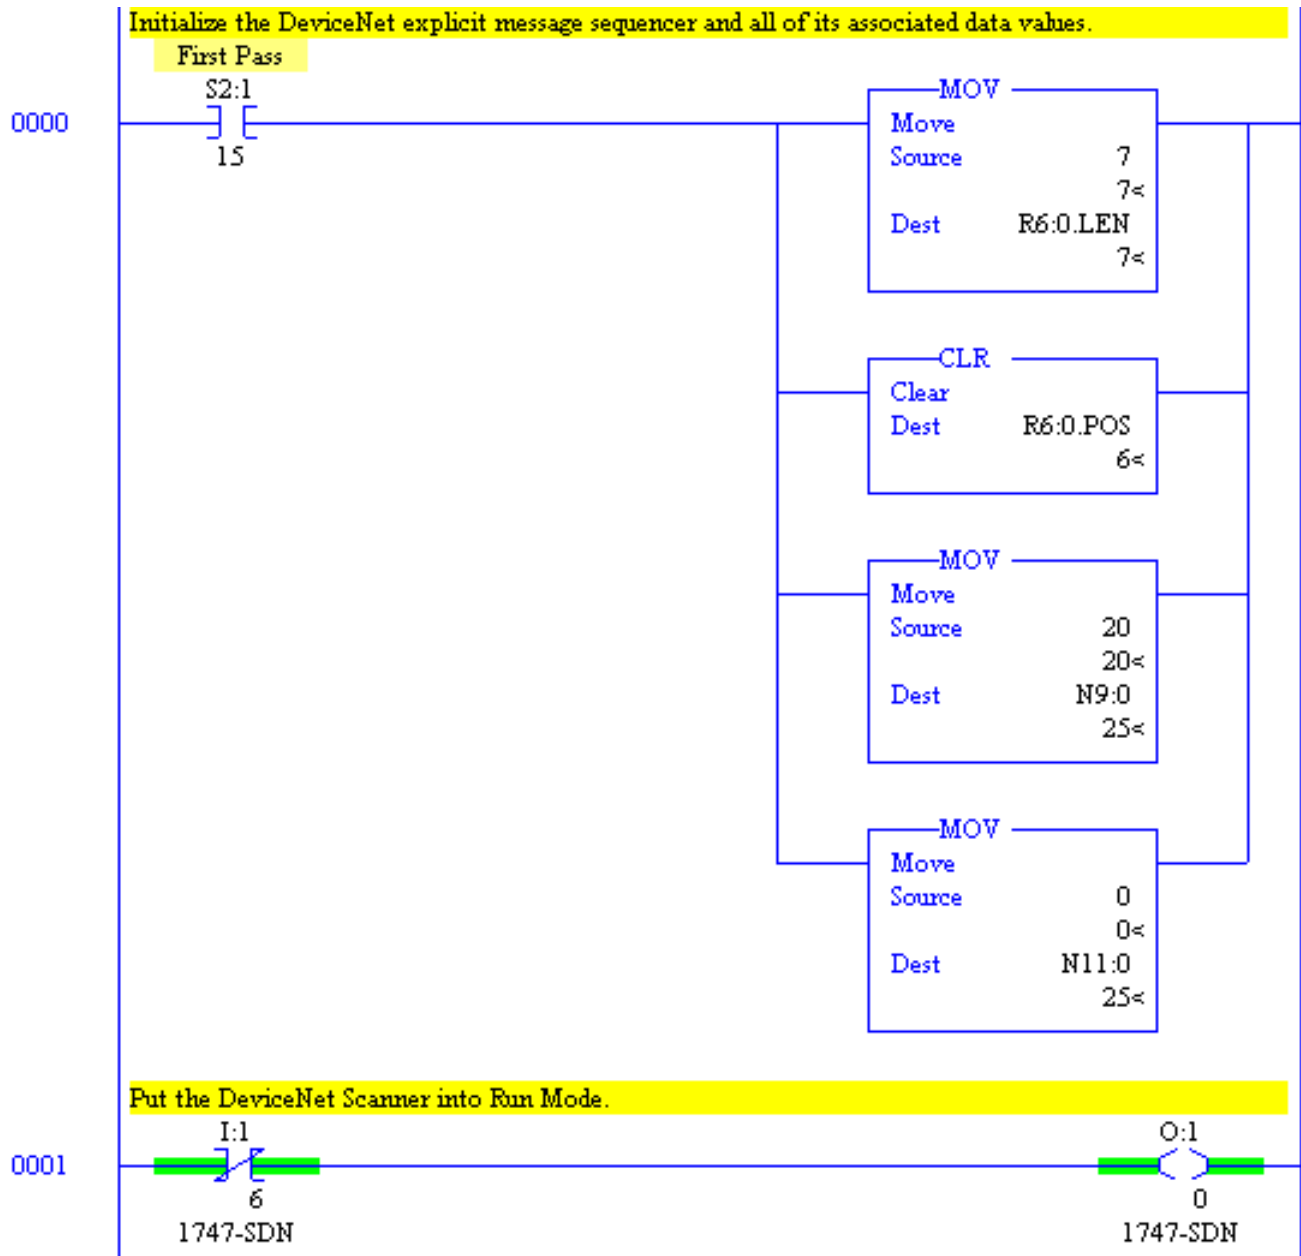 Initialize the DeviceNet explicit message sequencer and all of its associated data values.
First Pass
S2:1
15
0000
MOV
Move
Source 7
7<
Dest R6:0.LEN
7<
CLR
Clear
Dest R6:0.POS
6<
MOV
Move
Source 20
20<
Dest N9:0
25<
MOV
Move
Source 0
0<
Dest N11:0
25<
Put the DeviceNet Scanner into Run Mode.
0001
I:1
6
1747-SDN
O:1
0
1747-SDN